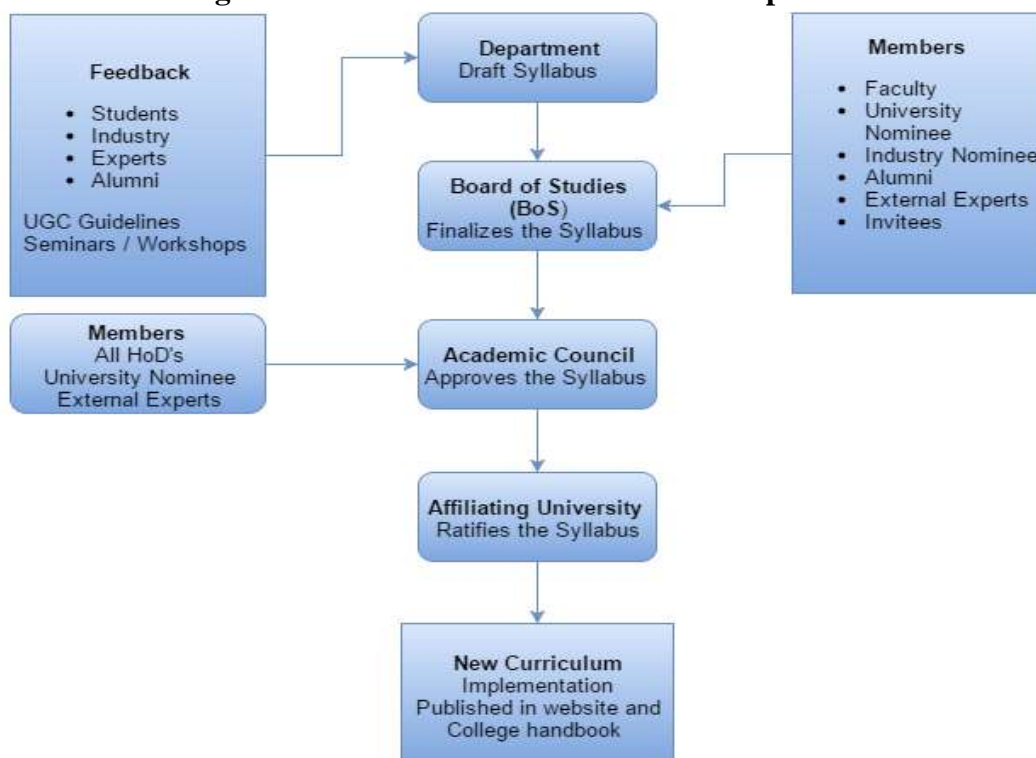 Feedback
• Students
• Industry
• Experts
• Alumni
UGC Guidelines
Seminars / Workshops
Department
Draft Syllabus
Members
• Faculty
• University
Nominee
• Industry Nominee
• Alumni
• External Experts
• Invitees
Board of Studies
(BoS)
Finalizes the Syllabus
Members
All HoD's
University Nominee
External Experts
Academic Council
Approves the Syllabus
Affiliating University
Ratifies the Syllabus
New Curriculum
Implementation
Published in website and
College handbook